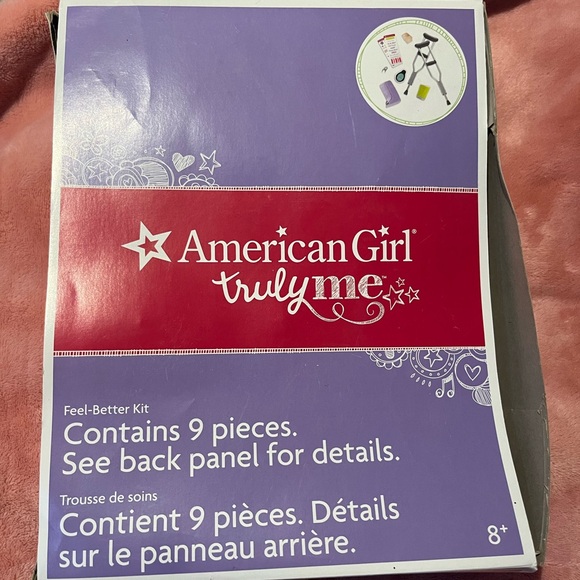 American Girl®
truly me™
Feel-Better Kit
Contains 9 pieces.
See back panel for details.
Trousse de soins
Contient 9 pièces. Détails
sur le panneau arrière.
8+